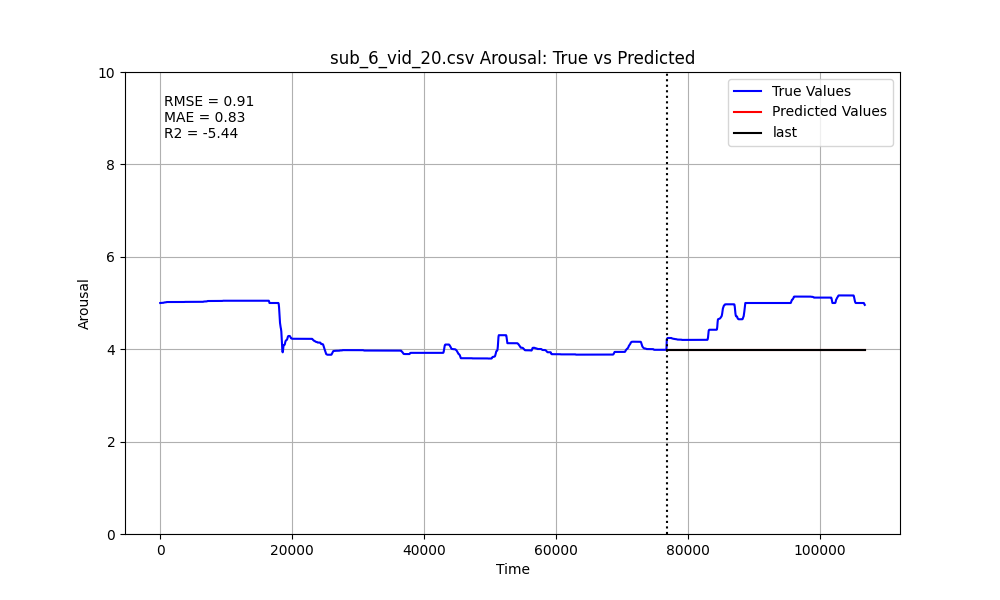 sub_6_vid_20.csv Arousal: True vs Predicted
10
8
6
4
2
0
Arousal
RMSE = 0.91
MAE = 0.83
R2 = -5.44
True Values
Predicted Values
last
0
20000
40000
60000
80000
100000
Time